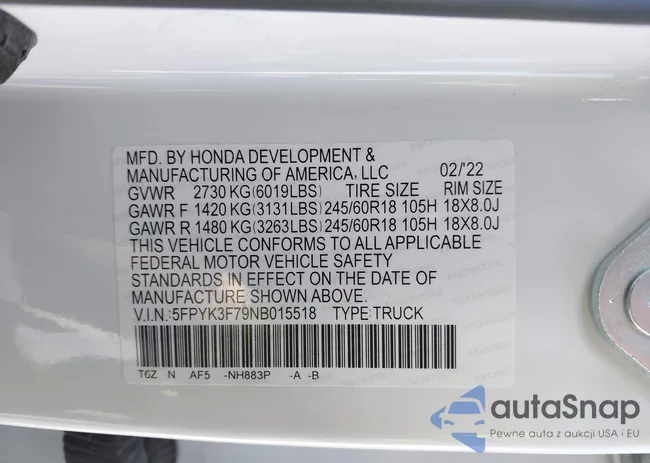 MFD. BY HONDA DEVELOPMENT &
MANUFACTURING OF AMERICA, LLC 02/'22
GVWR 2730 KG(6019LBS) TIRE SIZE RIM SIZE
GAWR F 1420 KG(3131LBS)245/60R18 105H 18X8.0J
GAWR R 1480 KG(3263LBS)245/60R18 105H 18X8.0J
THIS VEHICLE CONFORMS TO ALL APPLICABLE
FEDERAL MOTOR VEHICLE SAFETY
STANDARDS IN EFFECT ON THE DATE OF
MANUFACTURE SHOWN ABOVE.
V.I.N.:5FPYK3F79NB015518 TYPE:TRUCK
T6Z N AF5 -NH883P -A -B
autaSnap
Pewne auta z aukcji USA i EU